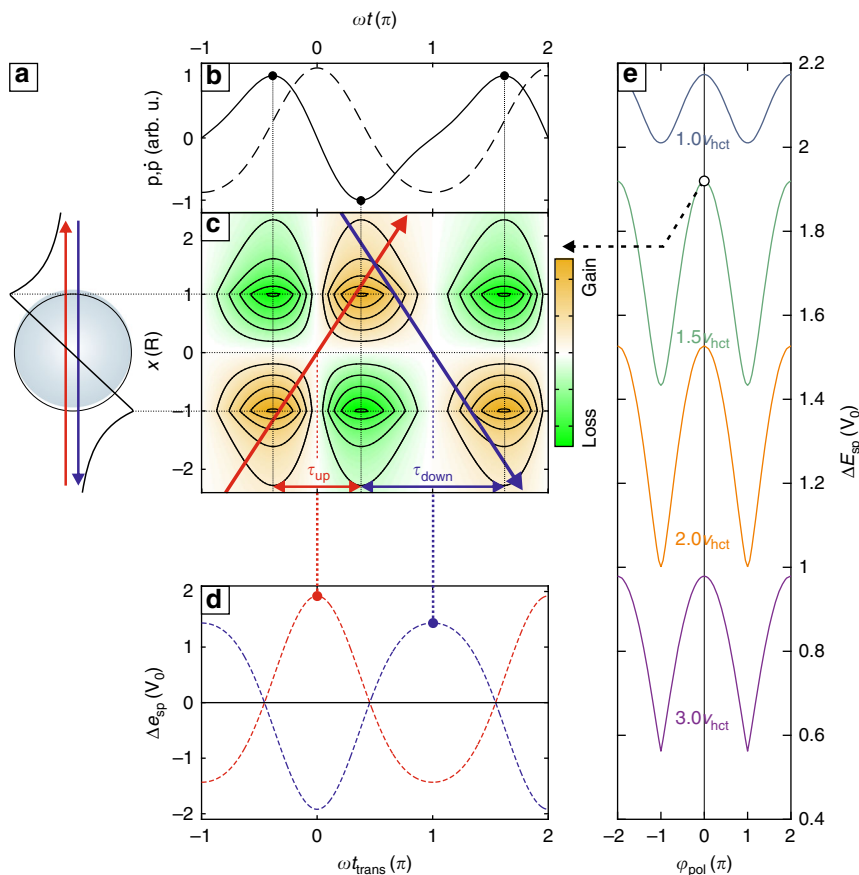 ωt (π)
−1 0 1 2
a
b
e
1
0
−1
p,ṗ (arb. u.)
c
2
1
0
−1
−2
x (R)
τup
τdown
Gain
Loss
d
2
1
0
−1
−2
Δesp (V0)
−1 0 1 2
ωttrans (π)
1.0vhct
1.5vhct
2.0vhct
3.0vhct
2.2
2
1.8
1.6
1.4
1.2
1
0.8
0.6
0.4
ΔEsp (V0)
−2 −1 0 1 2
φpol (π)